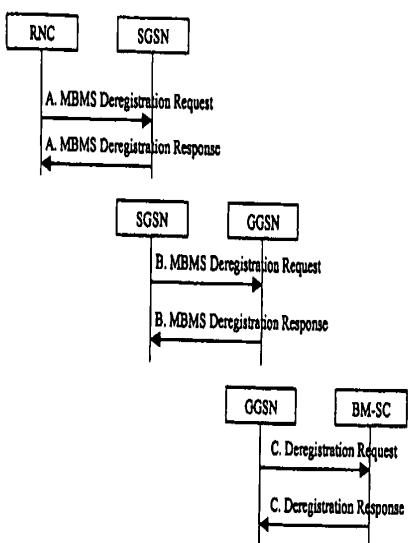 RNC SGSN
A. MBMS Deregistration Request
A. MBMS Deregistration Response
SGSN GGSN
B. MBMS Deregistration Request
B. MBMS Deregistration Response
GGSN BM-SC
C. Deregistration Request
C. Deregistration Response